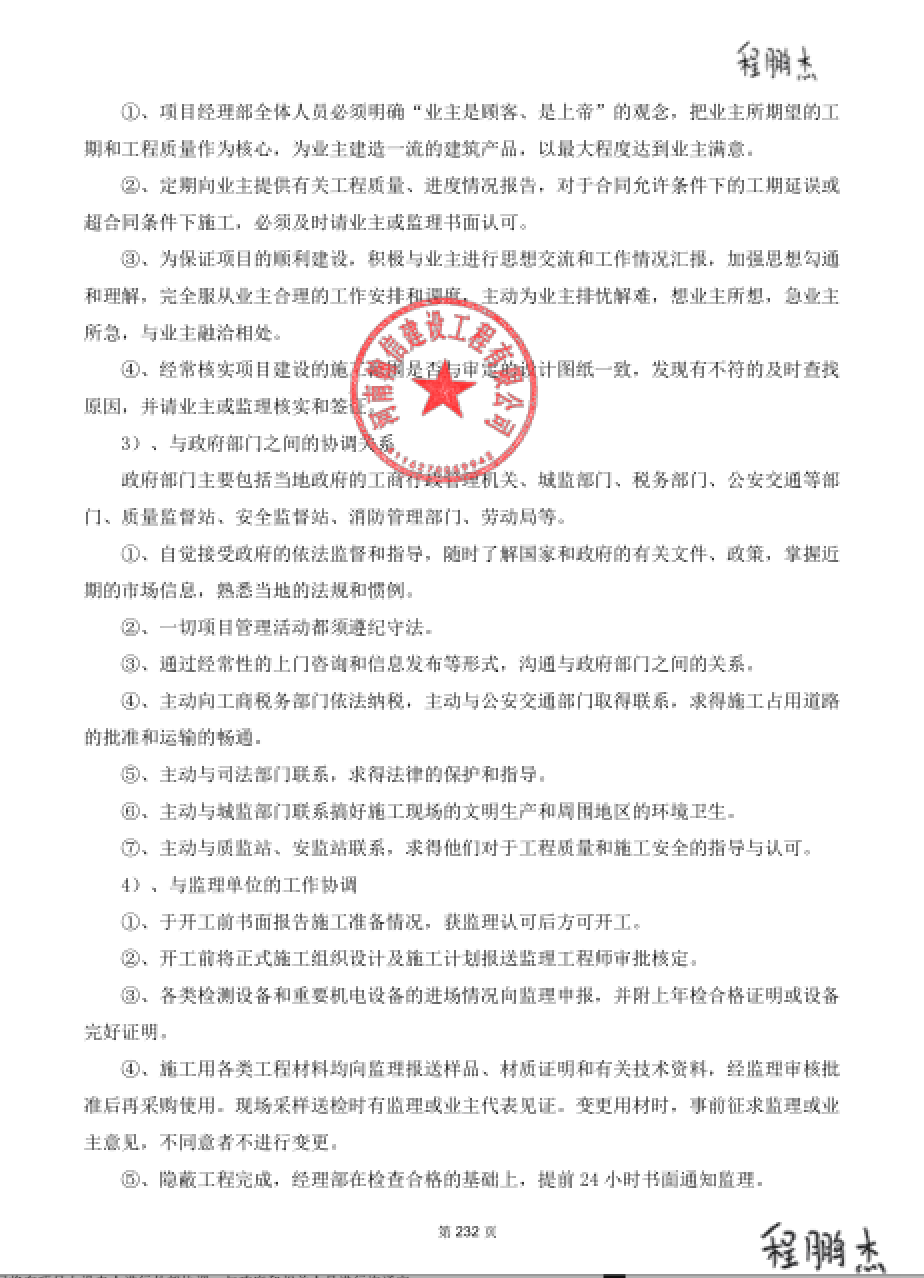 程鹏杰
①、项目经理部全体人员必须明确“业主是顾客、是上帝”的观念，把业主所期望的工
期和工程质量作为核心，为业主建造一流的建筑产品，以最大程度达到业主满意。
②、定期向业主提供有关工程质量、进度情况报告，对于合同允许条件下的工期延误或
超合同条件下施工，必须及时请业主或监理书面认可。
③、为保证项目的顺利建设，积极与业主进行思想交流和工作情况汇报，加强思想勾通
和理解，完全服从业主合理的工作安排和调度，主动为业主排忧解难，想业主所想，急业主
所急，与业主融洽相处。
④、经常核实项目建设的施工范围是否与审定的设计图纸一致，发现有不符的及时查找
原因，并请业主或监理核实和签证。
信建设工程有限公司
3）、与政府部门之间的协调关系
政府部门主要包括当地政府的工商行政管理机关、城监部门、税务部门、公安交通等部
门、质量监督站、安全监督站、消防管理部门、劳动局等。
①、自觉接受政府的依法监督和指导，随时了解国家和政府的有关文件、政策，掌握近
期的市场信息，熟悉当地的法规和惯例。
②、一切项目管理活动都须遵纪守法。
③、通过经常性的上门咨询和信息发布等形式，沟通与政府部门之间的关系。
④、主动向工商税务部门依法纳税，主动与公安交通部门取得联系，求得施工占用道路
的批准和运输的畅通。
⑤、主动与司法部门联系，求得法律的保护和指导。
⑥、主动与城监部门联系搞好施工现场的文明生产和周围地区的环境卫生。
⑦、主动与质监站、安监站联系，求得他们对于工程质量和施工安全的指导与认可。
4）、与监理单位的工作协调
①、于开工前书面报告施工准备情况，获监理认可后方可开工。
②、开工前将正式施工组织设计及施工计划报送监理工程师审批核定。
③、各类检测设备和重要机电设备的进场情况向监理申报，并附上年检合格证明或设备
完好证明。
④、施工用各类工程材料均向监理报送样品、材质证明和有关技术资料，经监理审核批
准后再采购使用。现场采样送检时有监理或业主代表见证。变更用材时，事前征求监理或业
主意见，不同意者不进行变更。
⑤、隐蔽工程完成，经理部在检查合格的基础上，提前 24 小时书面通知监理。
第 232 页
程鹏杰